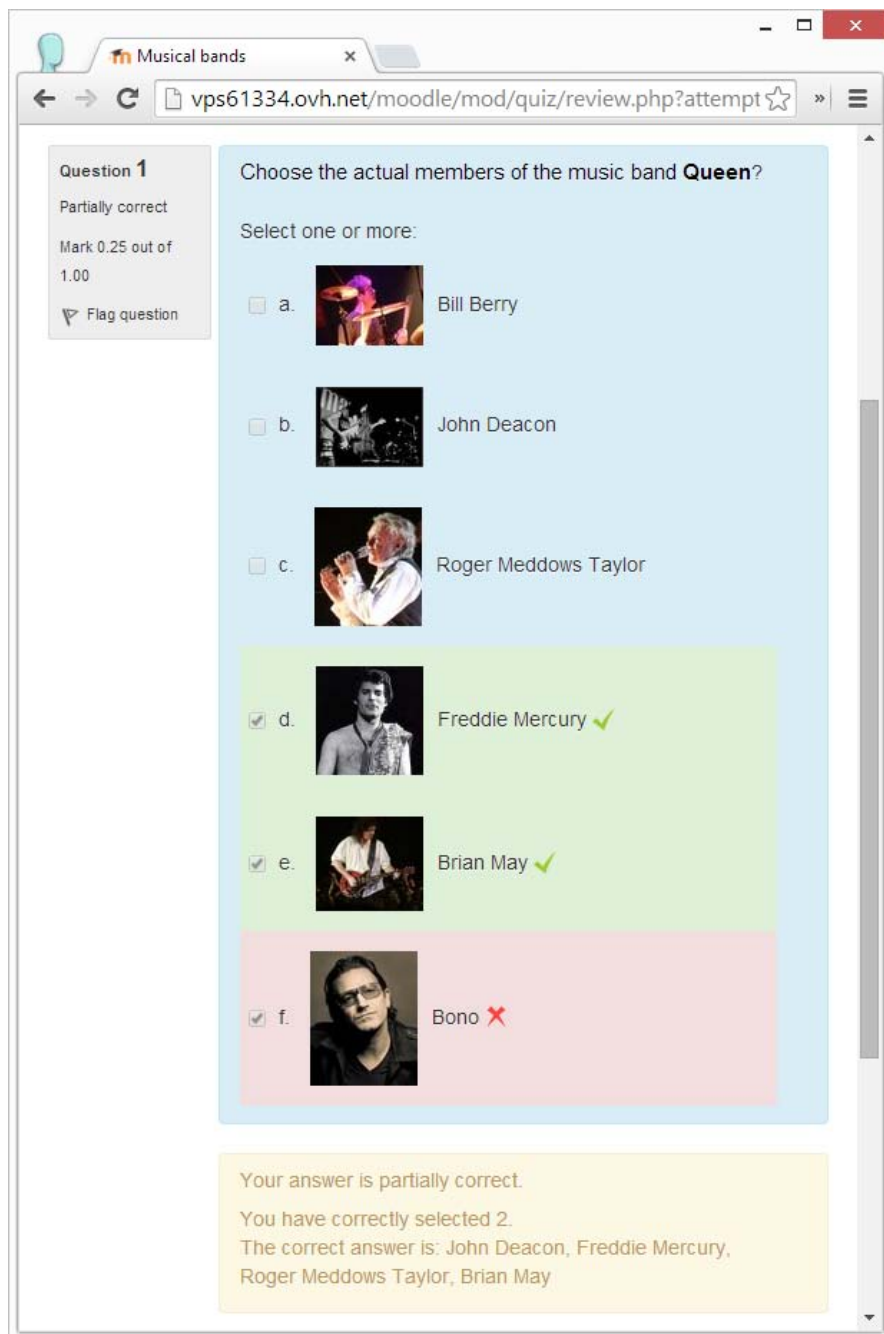 Musical bands
vps61334.ovh.net/moodle/mod/quiz/review.php?attempt
Question 1
Partially correct
Mark 0.25 out of
1.00
Flag question
Choose the actual members of the music band Queen?
Select one or more:
a. Bill Berry
b. John Deacon
c. Roger Meddows Taylor
d. Freddie Mercury
e. Brian May
f. Bono
Your answer is partially correct.
You have correctly selected 2.
The correct answer is: John Deacon, Freddie Mercury,
Roger Meddows Taylor, Brian May